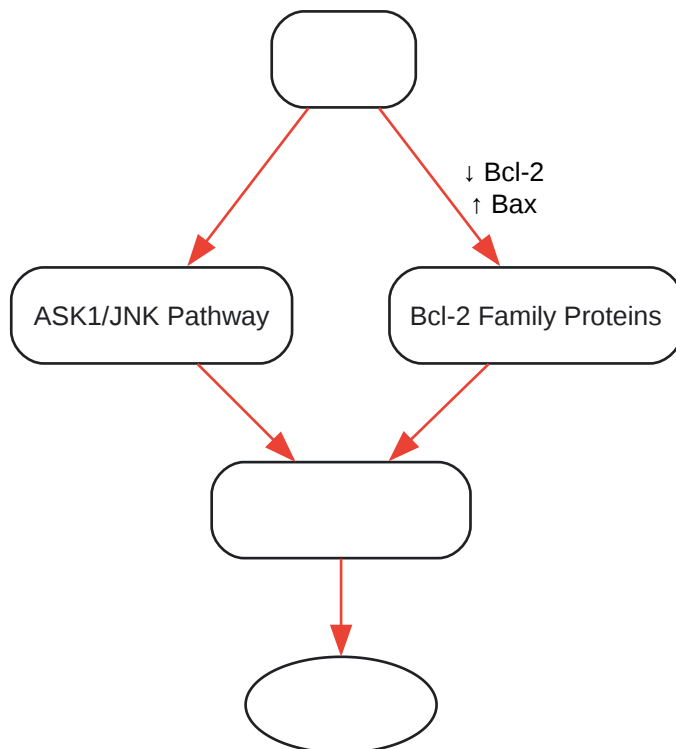 ↓ Bcl-2
↑ Bax
ASK1/JNK Pathway
Bcl-2 Family Proteins